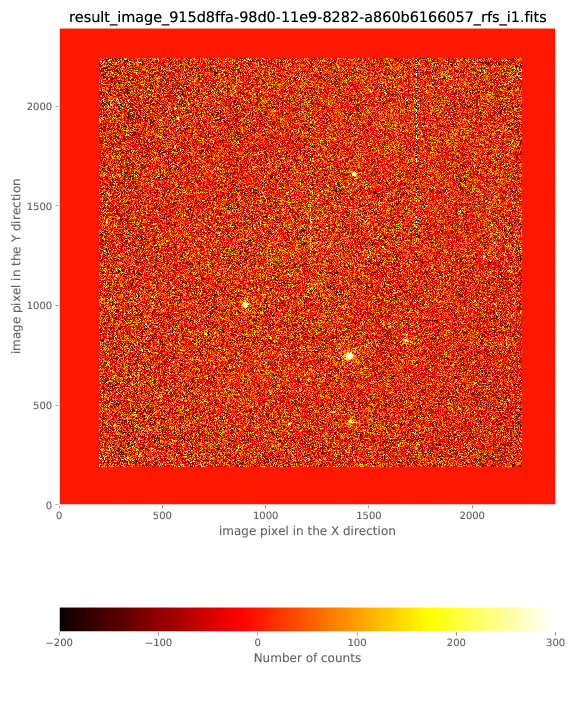 result_image_915d8ffa-98d0-11e9-8282-a860b6166057_rfs_i1.fits
image pixel in the Y direction
2000
1500
1000
500
0
0 500 1000 1500 2000
image pixel in the X direction
−200 −100 0 100 200 300
Number of counts